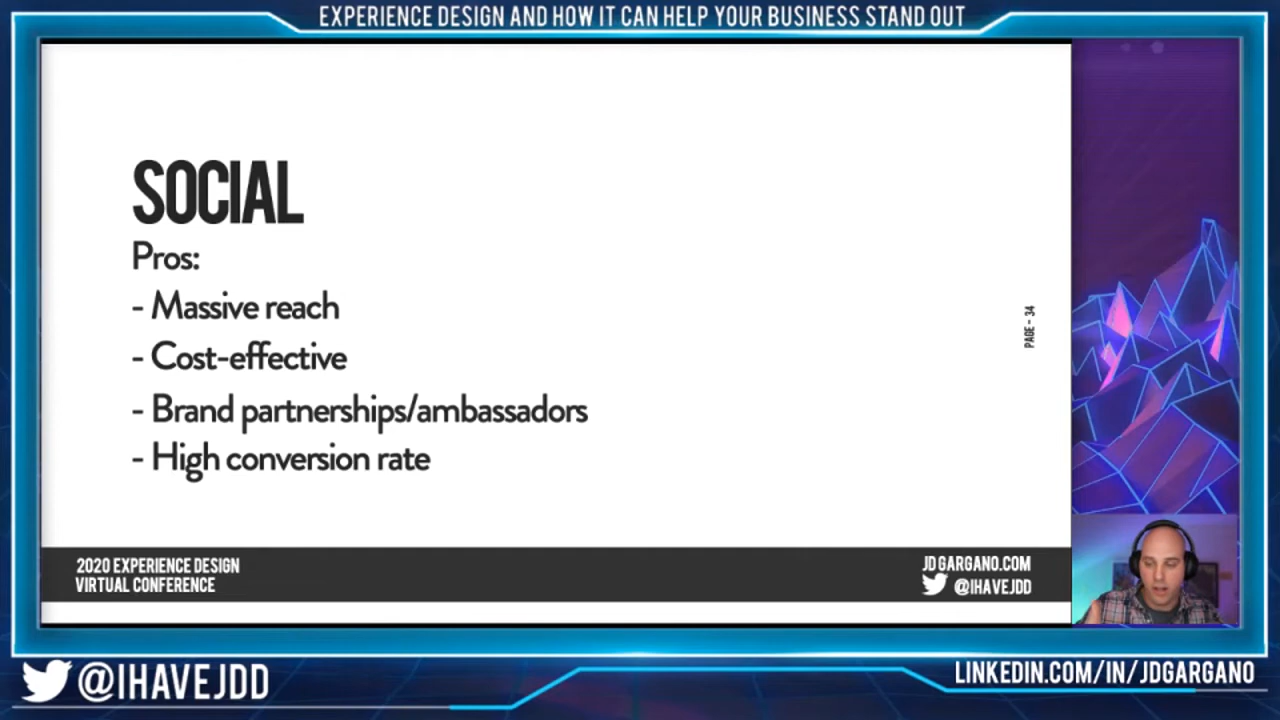 EXPERIENCE DESIGN AND HOW IT CAN HELP YOUR BUSINESS STAND OUT
SOCIAL
Pros:
- Massive reach
- Cost-effective
- Brand partnerships/ambassadors
- High conversion rate
PAGE - 34
2020 EXPERIENCE DESIGN
VIRTUAL CONFERENCE
JDGARGANO.COM
@IHAVEJDD
@IHAVEJDD
LINKEDIN.COM/IN/JDGARGANO